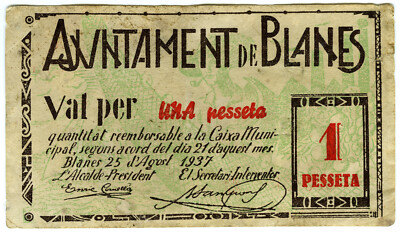 AJUNTAMENT DE BLANES
Val per UNA pesseta
quantitat reemborsable a la Caixa Muni-
cipal, segons acord del dia 21 d'aquest mes.
Blanes 25 d'Agost 1937
L'Alcalde-President El Secretari-Interventor
1
PESSETA